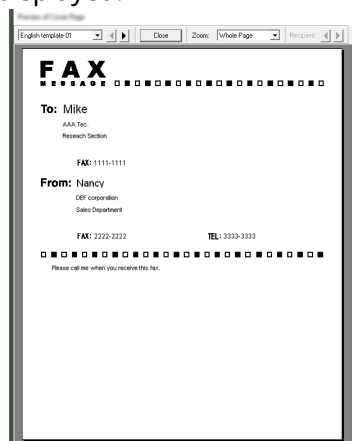 Preview of Cover Page
English template 01 Close Zoom: Whole Page Recipient:
FAX
MESSAGE
To: Mike
AAA Tec.
Reseach Section
FAX: 1111-1111
From: Nancy
DEF corporation
Sales Department
FAX: 2222-2222 TEL: 3333-3333
Please call me when you receive this fax.